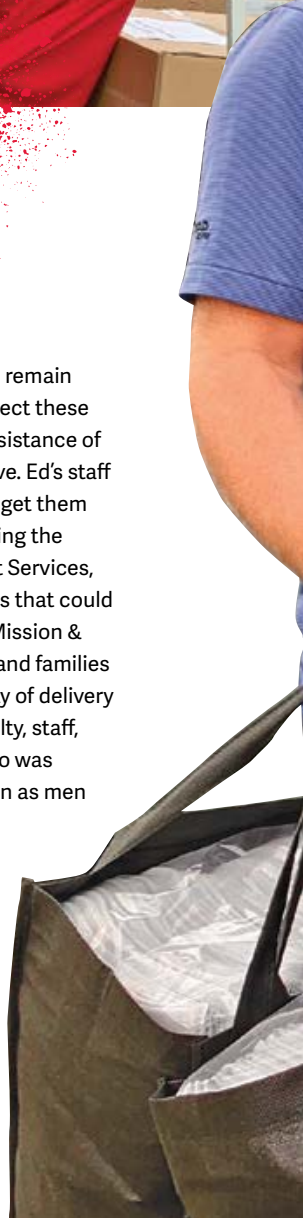 remain
ect these
sistance of
ve. Ed’s staff
get them
ing the
t Services,
s that could
Mission &
and families
y of delivery
lty, staff,
o was
n as men